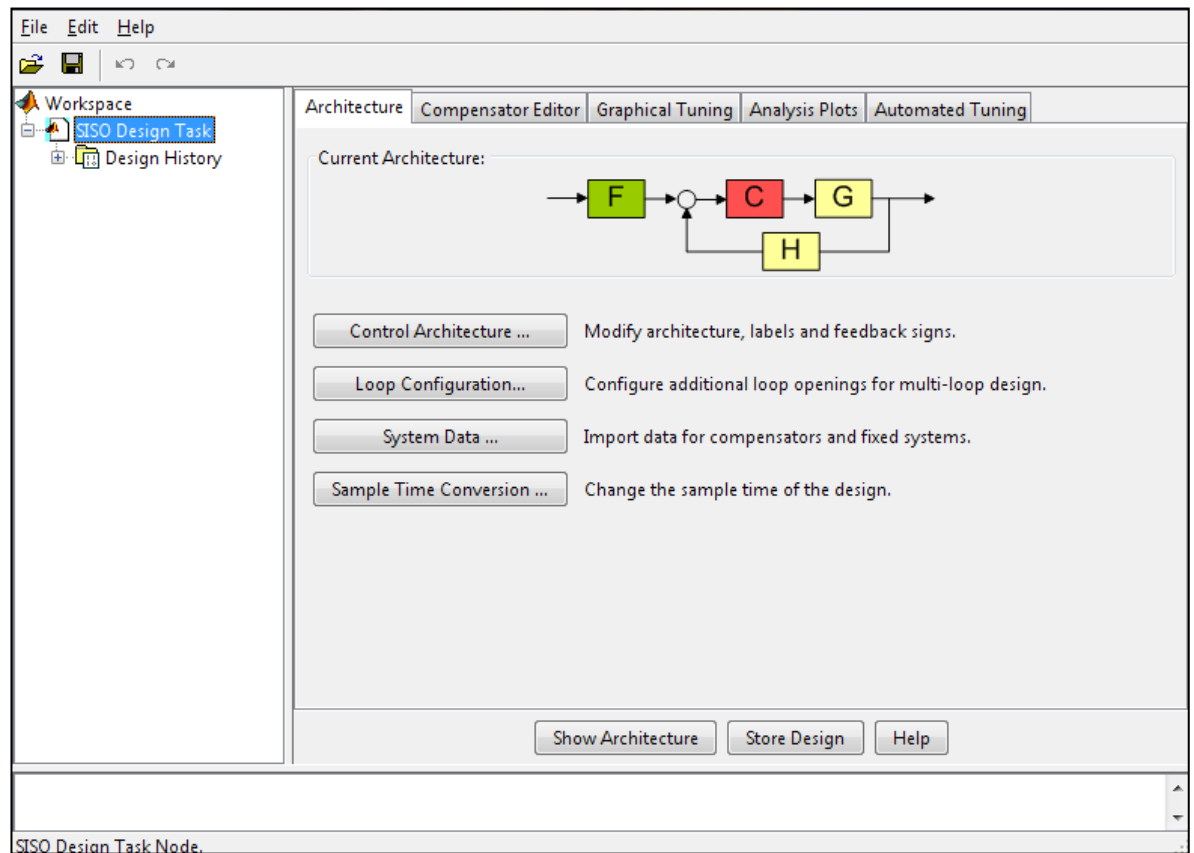 File Edit Help
Workspace
SISO Design Task
Design History
Architecture Compensator Editor Graphical Tuning Analysis Plots Automated Tuning
Current Architecture:
F C G
H
Control Architecture ... Modify architecture, labels and feedback signs.
Loop Configuration... Configure additional loop openings for multi-loop design.
System Data ... Import data for compensators and fixed systems.
Sample Time Conversion ... Change the sample time of the design.
Show Architecture Store Design Help
SISO Design Task Node.